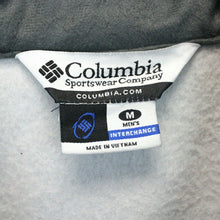 Columbia
Sportswear Company
COLUMBIA.COM
M
MEN'S
INTERCHANGE
MADE IN VIETNAM